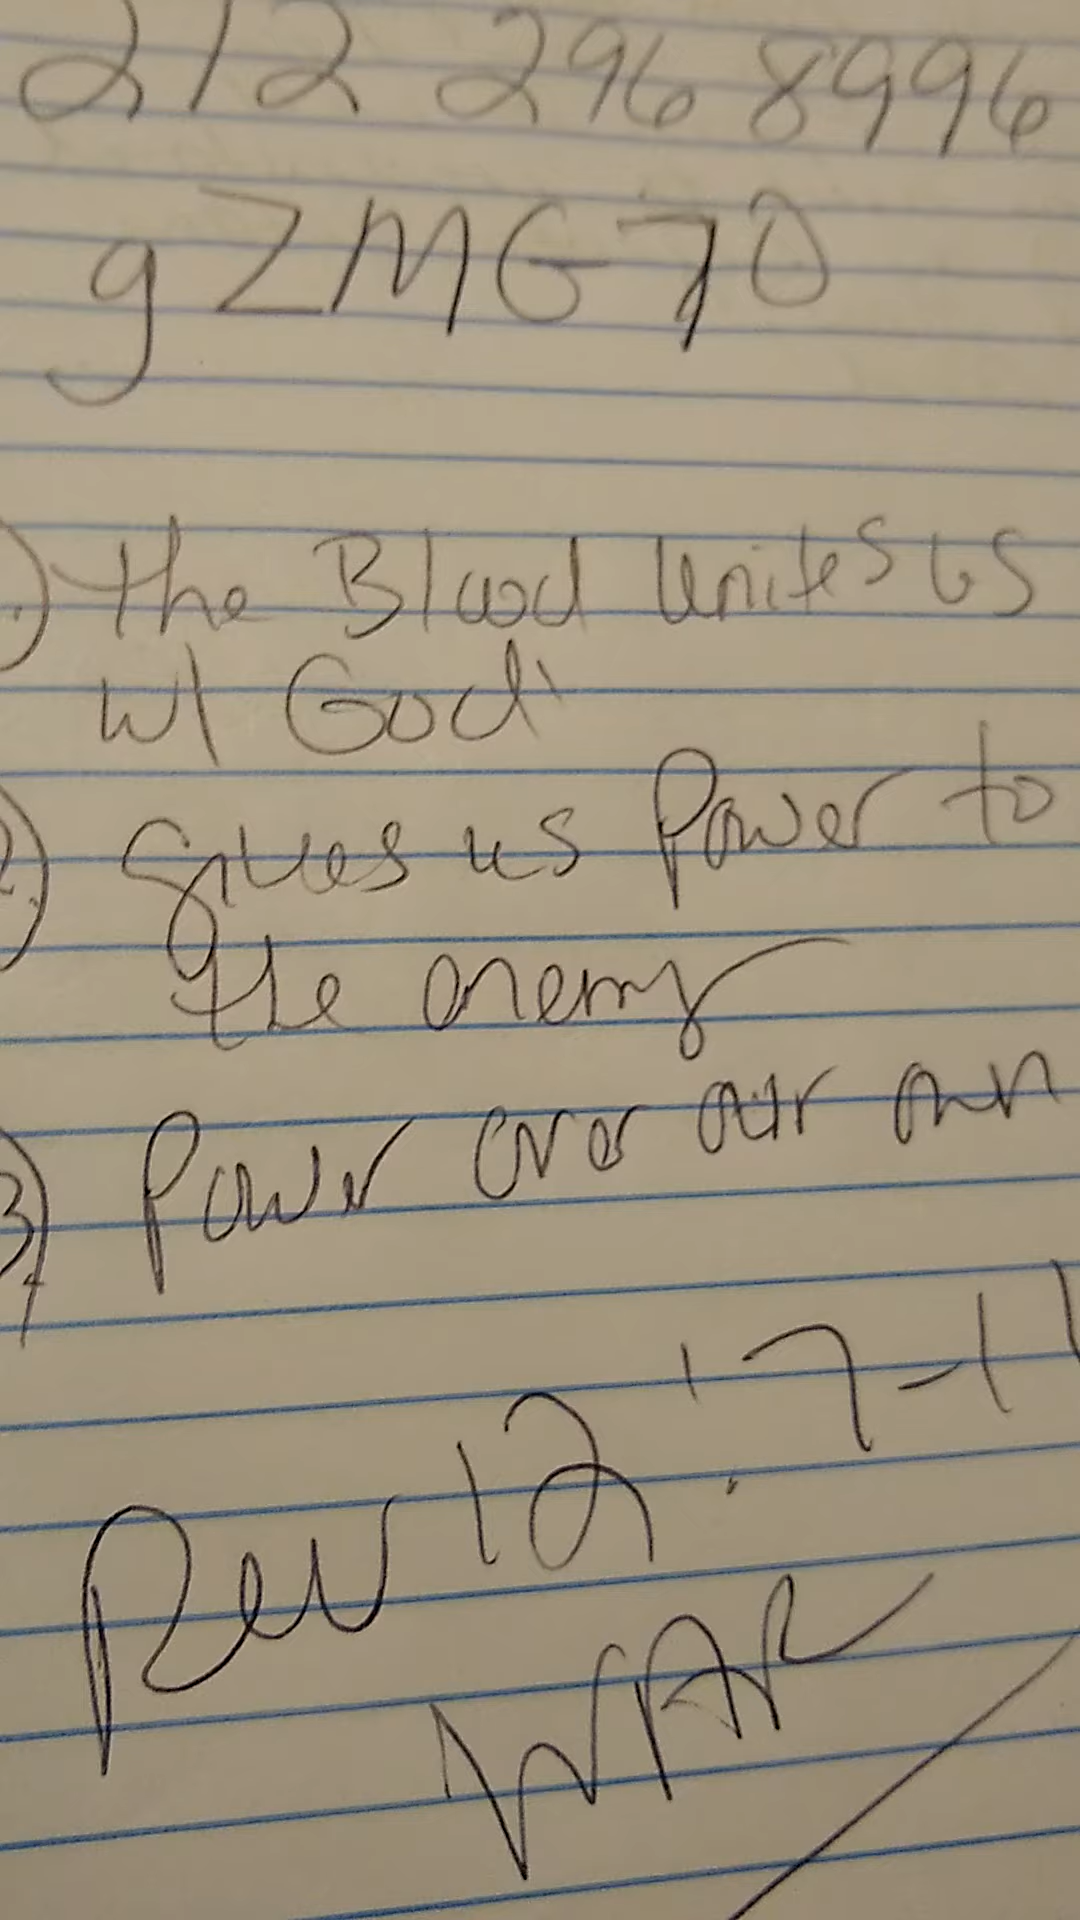 212 296 8996
gZMG70
1.) the Blood Unites us
w/ God
2.) Gives us Power to
the enemy
3) Power over our own
Rev 12:7-11
WAR